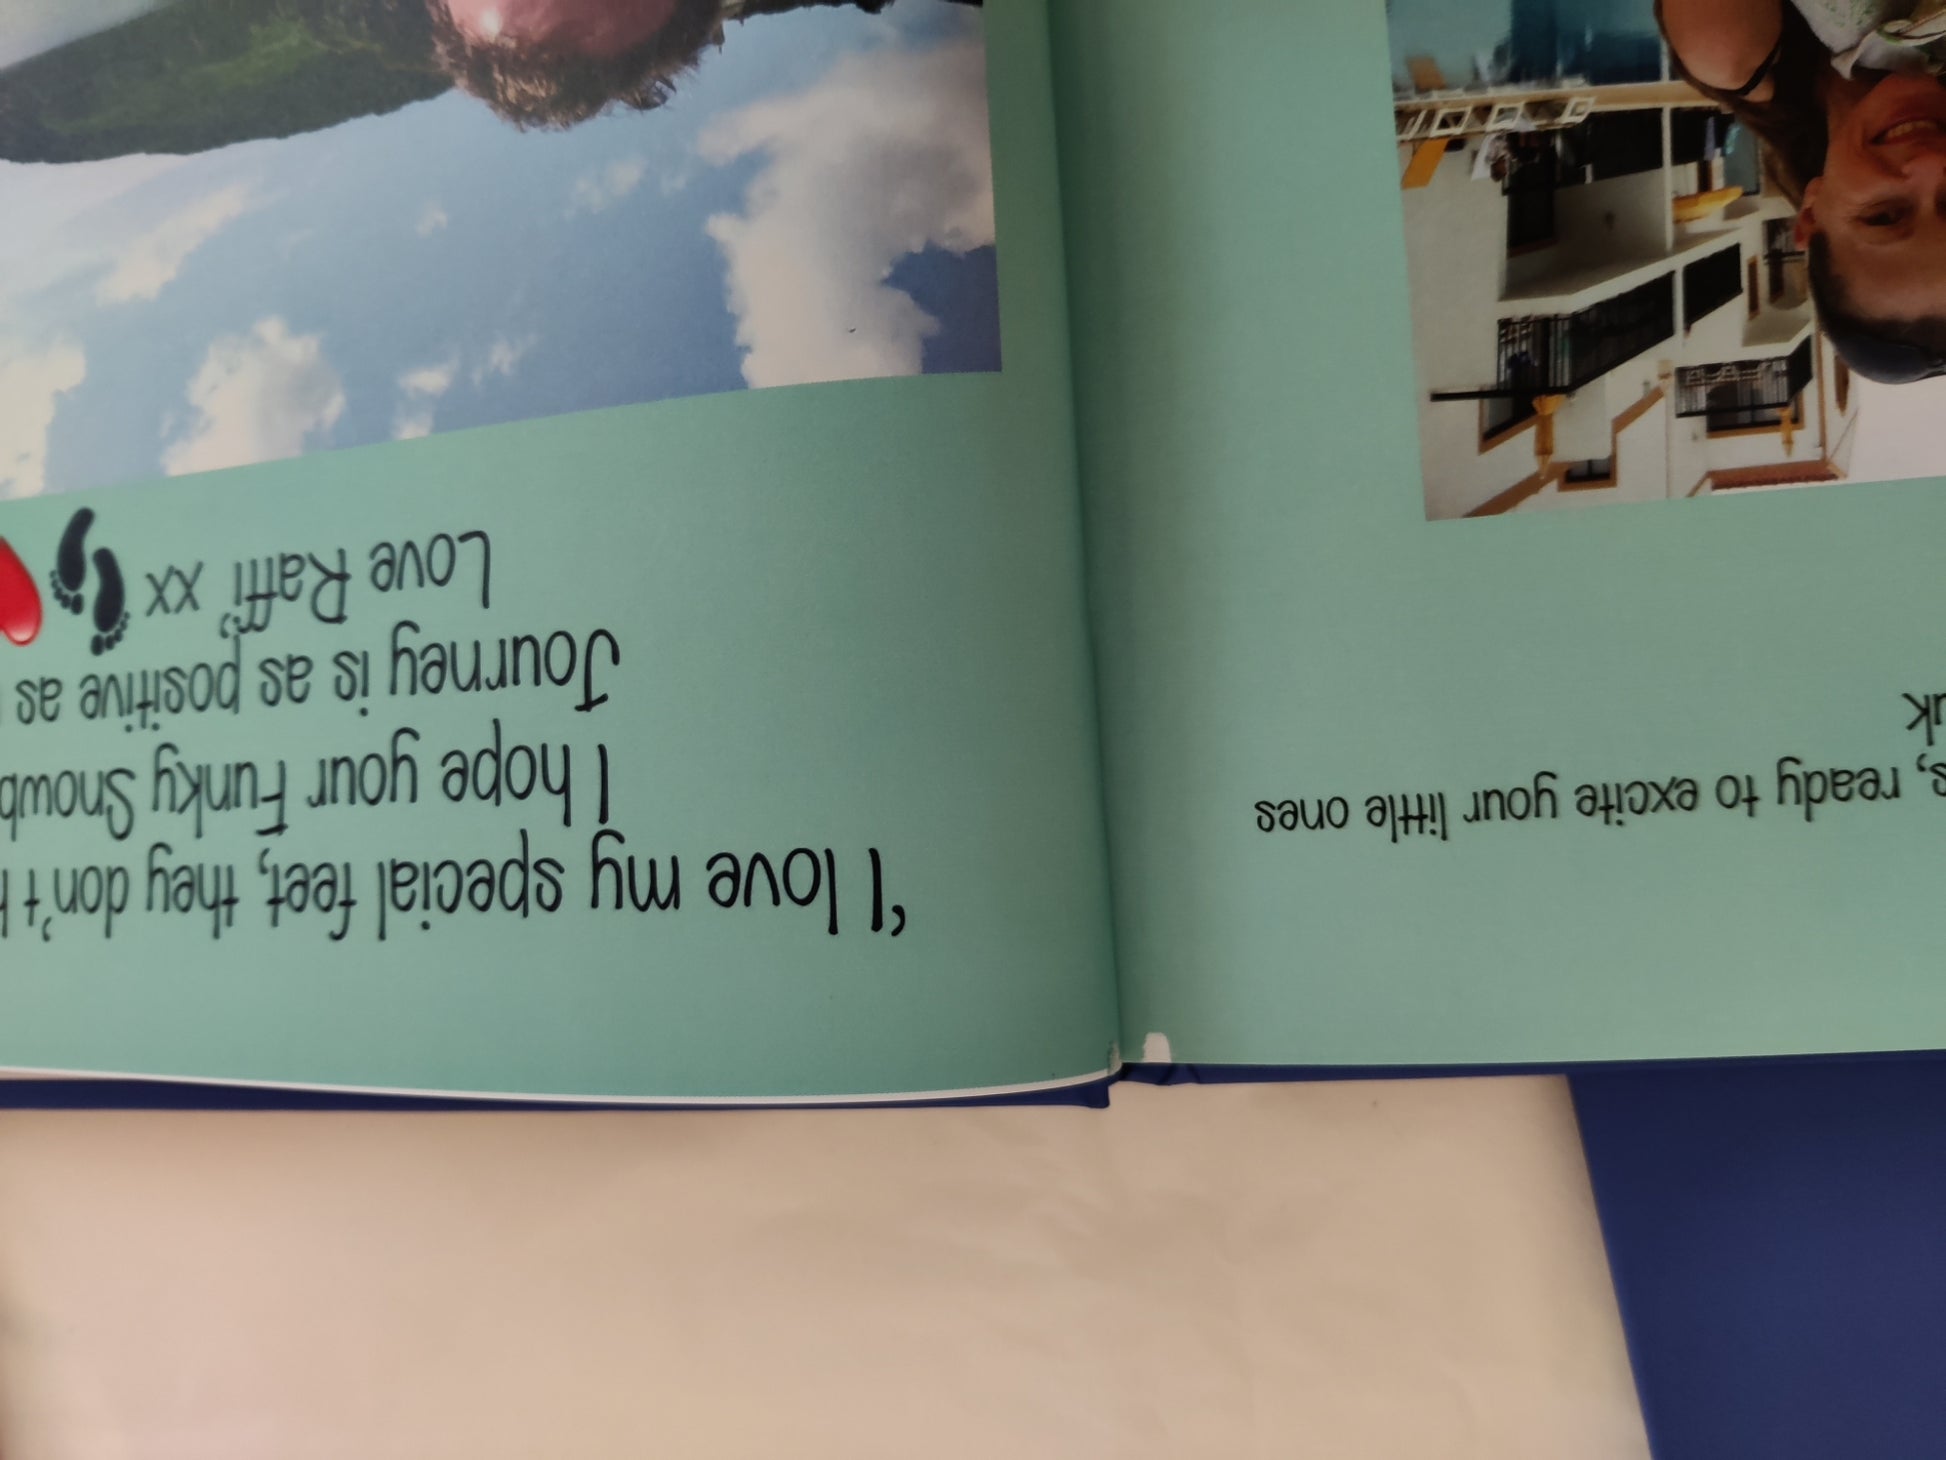 s, ready to excite your little ones
uk
'I love my special feet, they don't
I hope your Funky
Journey is as positive as
Love Raffi' xx